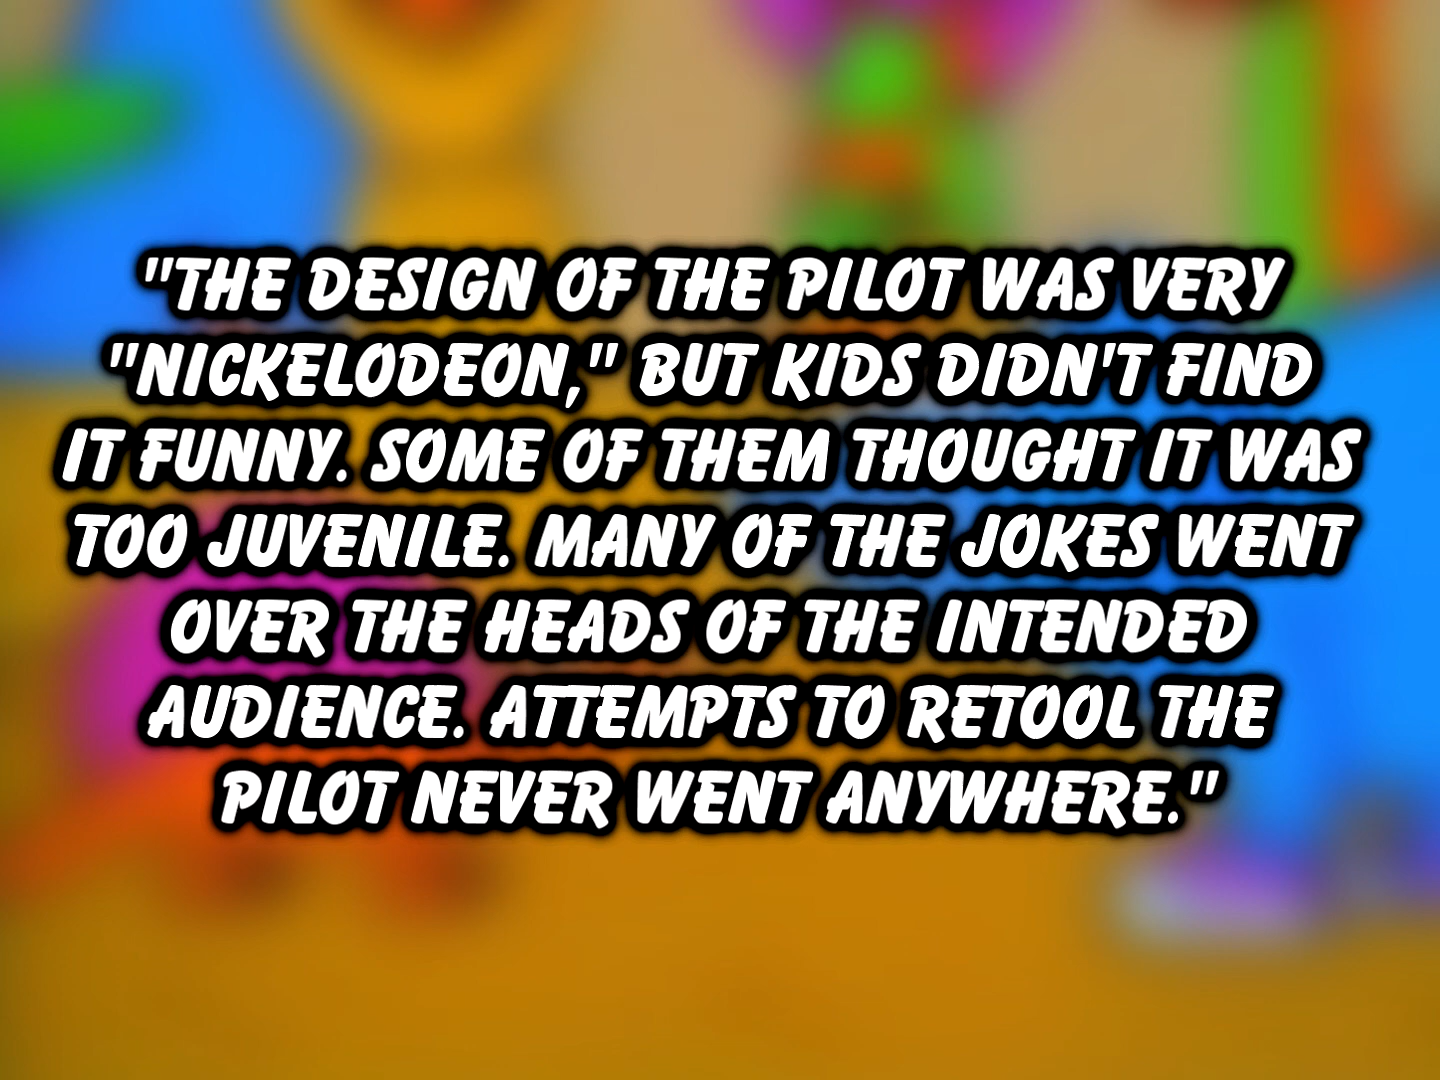 "THE DESIGN OF THE PILOT WAS VERY
"NICKELODEON," BUT KIDS DIDN'T FIND
IT FUNNY. SOME OF THEM THOUGHT IT WAS
TOO JUVENILE. MANY OF THE JOKES WENT
OVER THE HEADS OF THE INTENDED
AUDIENCE. ATTEMPTS TO RETOOL THE
PILOT NEVER WENT ANYWHERE."